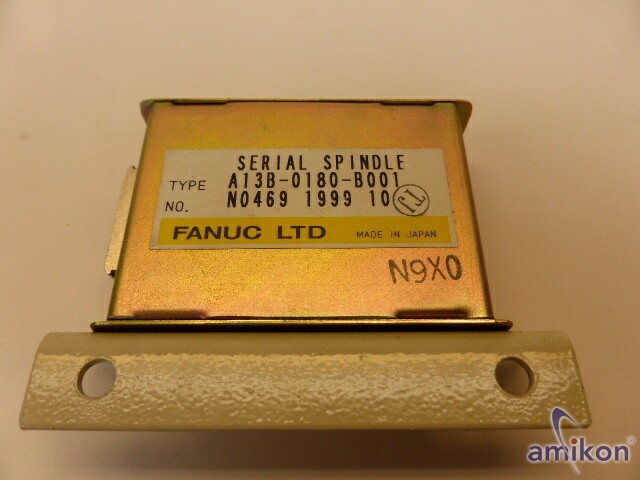 SERIAL SPINDLE
TYPE A13B-0180-B001
NO. N0469 1999 10
FANUC LTD MADE IN JAPAN
N9X0
amikon®